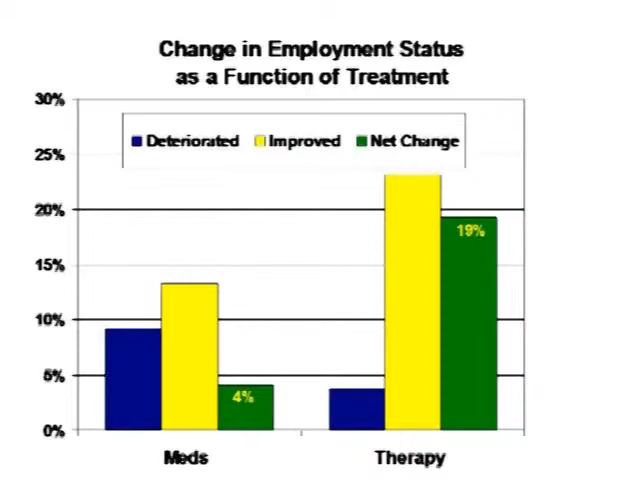 Change in Employment Status
as a Function of Treatment
30%
Deteriorated Improved Net Change
25%
20%
19%
15%
10%
5%
4%
0%
Meds Therapy